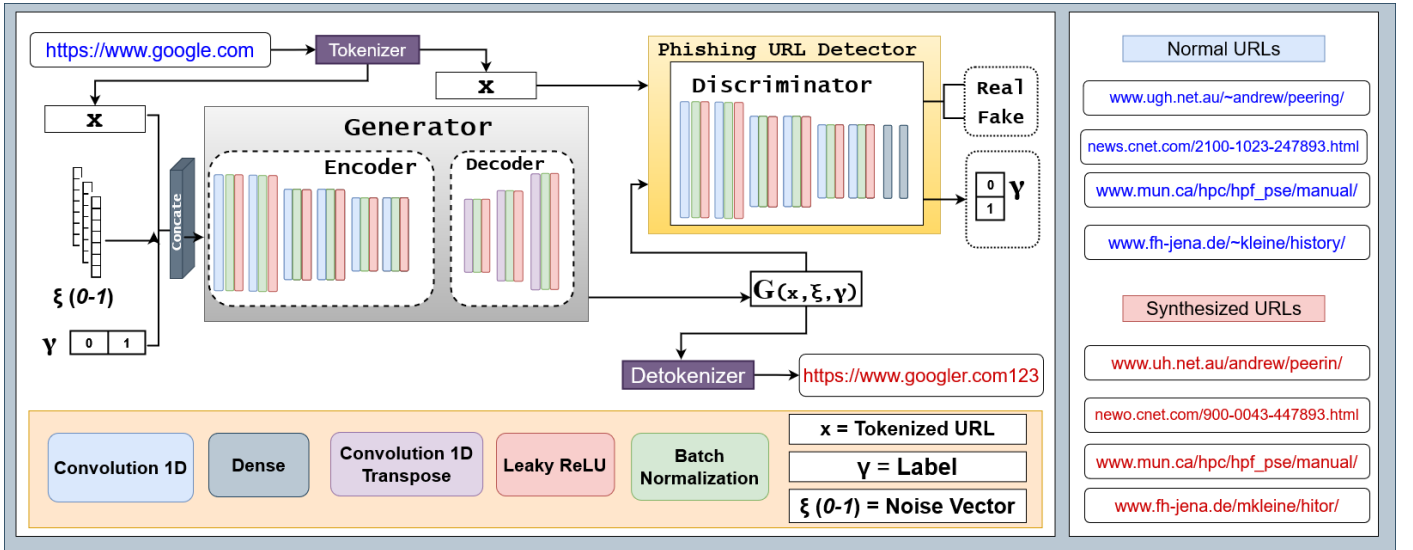 https://www.google.com
Tokenizer
x
x
Generator
Encoder
Decoder
Concate
ξ (0-1)
γ 0 1
Phishing URL Detector
Discriminator
Real
Fake
0
1
γ
G(x,ξ,γ)
Detokenizer
https://www.googler.com123
Convolution 1D
Dense
Convolution 1D
Transpose
Leaky ReLU
Batch
Normalization
x = Tokenized URL
γ = Label
ξ (0-1) = Noise Vector
Normal URLs
www.ugh.net.au/~andrew/peering/
news.cnet.com/2100-1023-247893.html
www.mun.ca/hpc/hpf_pse/manual/
www.fh-jena.de/~kleine/history/
Synthesized URLs
www.uh.net.au/andrew/peerin/
newo.cnet.com/900-0043-447893.html
www.mun.ca/hpc/hpf_pse/manual/
www.fh-jena.de/mkleine/hitor/